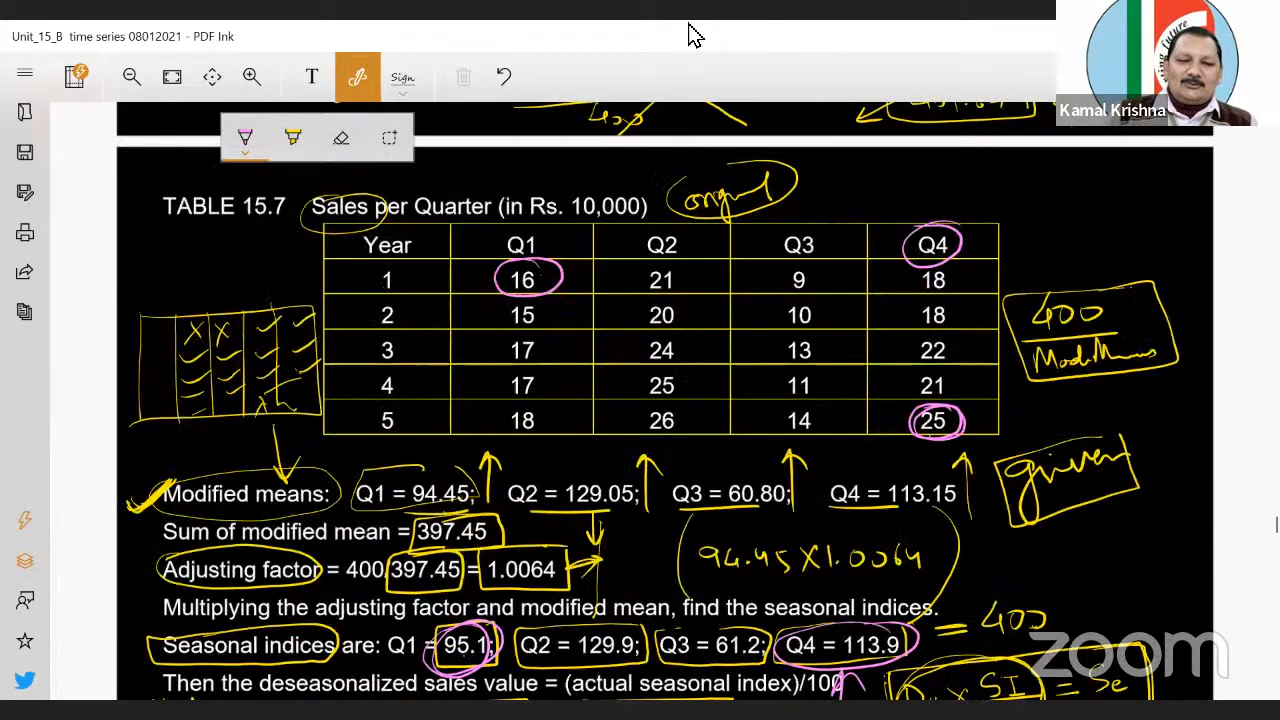 Unit_15_B time series 08012021 - PDF Ink
T
Sign
Kamal Krishna
TABLE 15.7 Sales per Quarter (in Rs. 10,000)
Year Q1 Q2 Q3 Q4
1 16 21 9 18
2 15 20 10 18
3 17 24 13 22
4 17 25 11 21
5 18 26 14 25
400
given
Modified means: Q1 = 94.45; Q2 = 129.05; Q3 = 60.80; Q4 = 113.15
Sum of modified mean = 397.45
94.45 X 1.0064
Adjusting factor = 400 397.45 = 1.0064
Multiplying the adjusting factor and modified mean, find the seasonal indices.
= 400
Seasonal indices are: Q1 = 95.1; Q2 = 129.9; Q3 = 61.2; Q4 = 113.9
zoom
Then the deseasonalized sales value = (actual seasonal index)/100
SI = Se